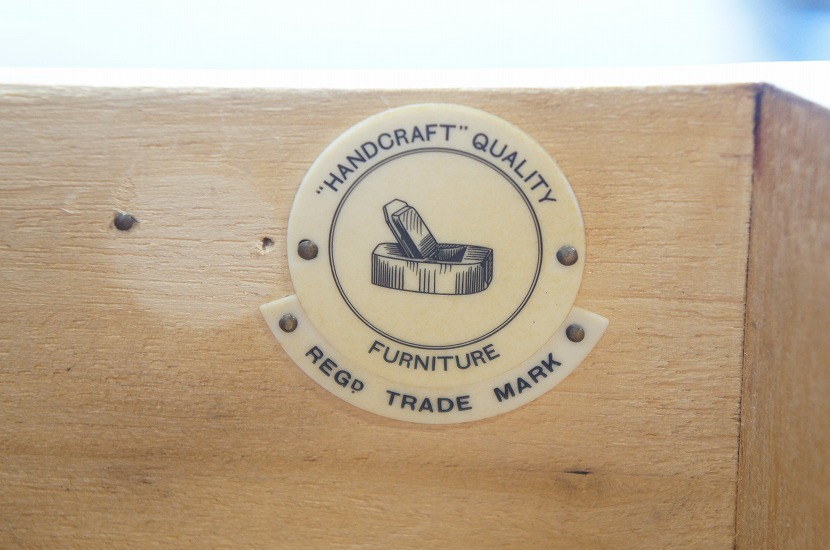 "HANDCRAFT" QUALITY
FURNITURE
REGD TRADE MARK